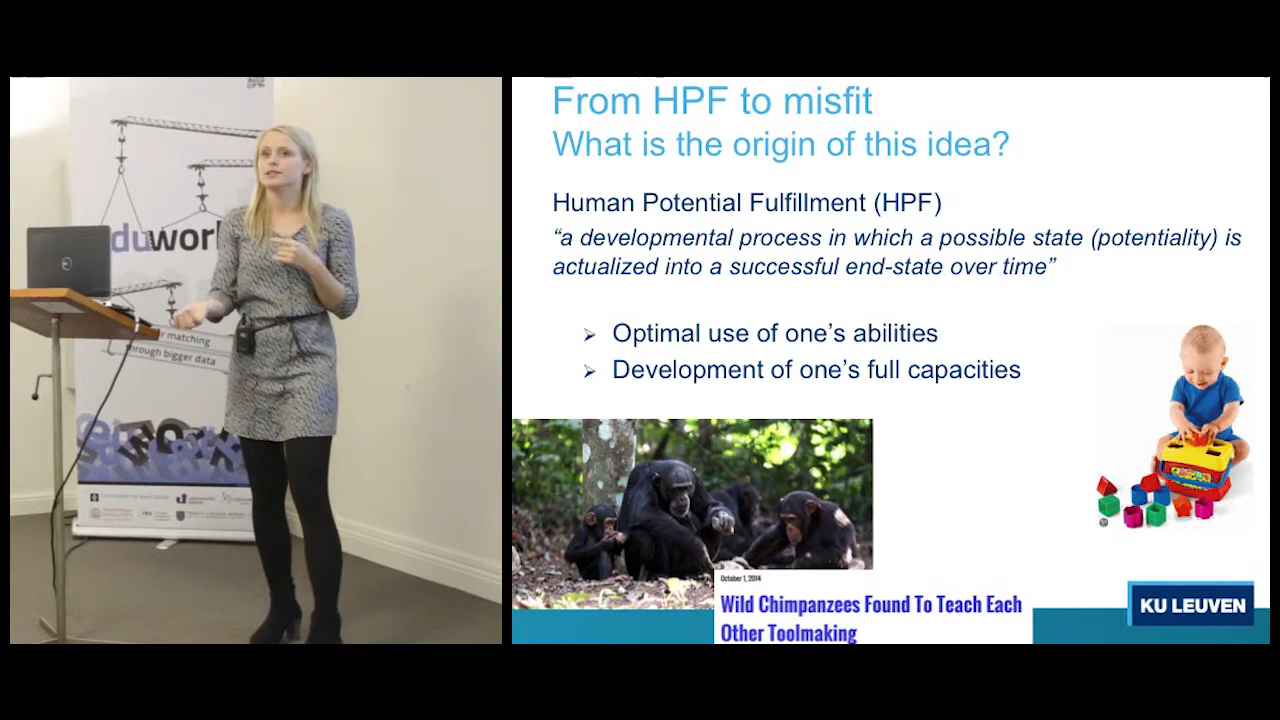 duwor
r matching
through bigger data
From HPF to misfit
What is the origin of this idea?
Human Potential Fulfillment (HPF)
“a developmental process in which a possible state (potentiality) is
actualized into a successful end-state over time”
Optimal use of one’s abilities
Development of one’s full capacities
October 1, 2014
Wild Chimpanzees Found To Teach Each
Other Toolmaking
KU LEUVEN